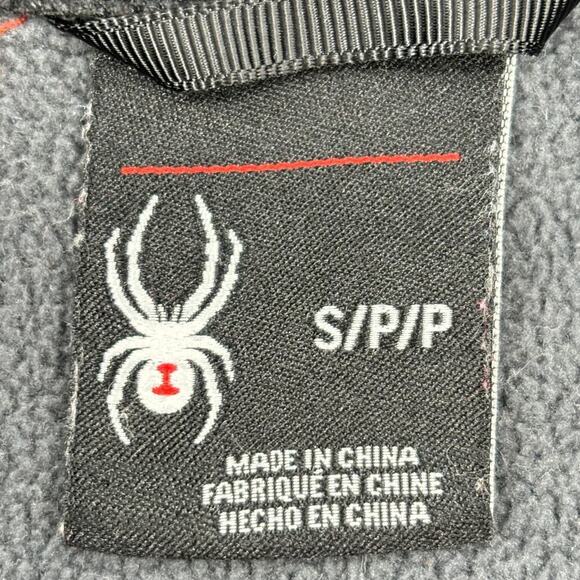 S/P/P
MADE IN CHINA
FABRIQUÉ EN CHINE
HECHO EN CHINA